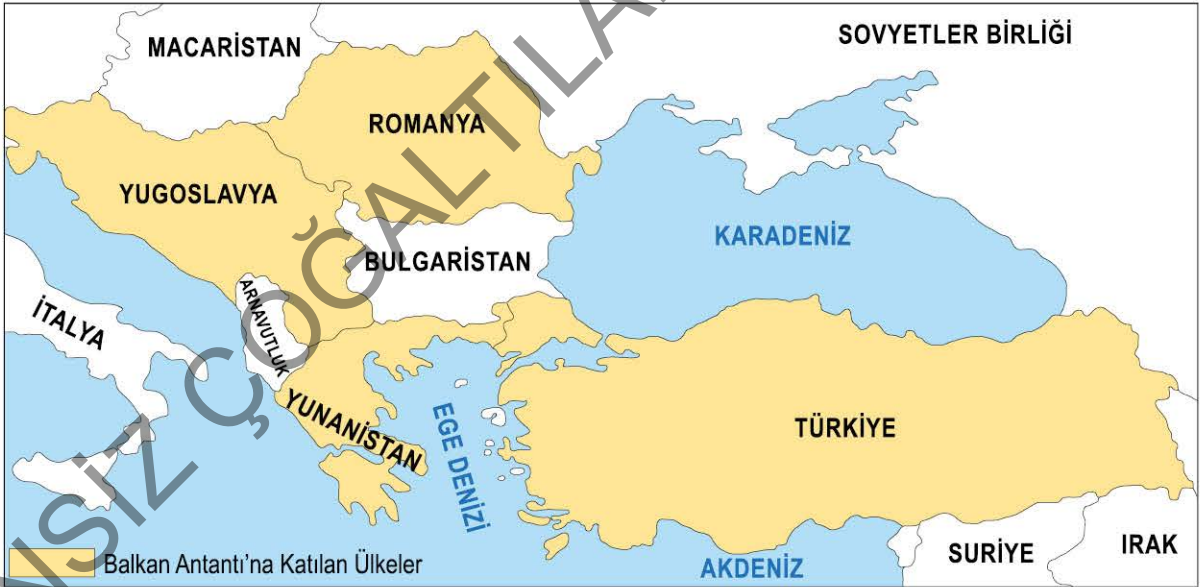 MACARİSTAN
SOVYETLER BİRLİĞİ
ROMANYA
YUGOSLAVYA
KARADENİZ
BULGARİSTAN
ARNAVUTLUK
İTALYA
YUNANİSTAN
EGE DENİZİ
TÜRKİYE
Balkan Antantı'na Katılan Ülkeler
AKDENİZ
SURİYE
IRAK